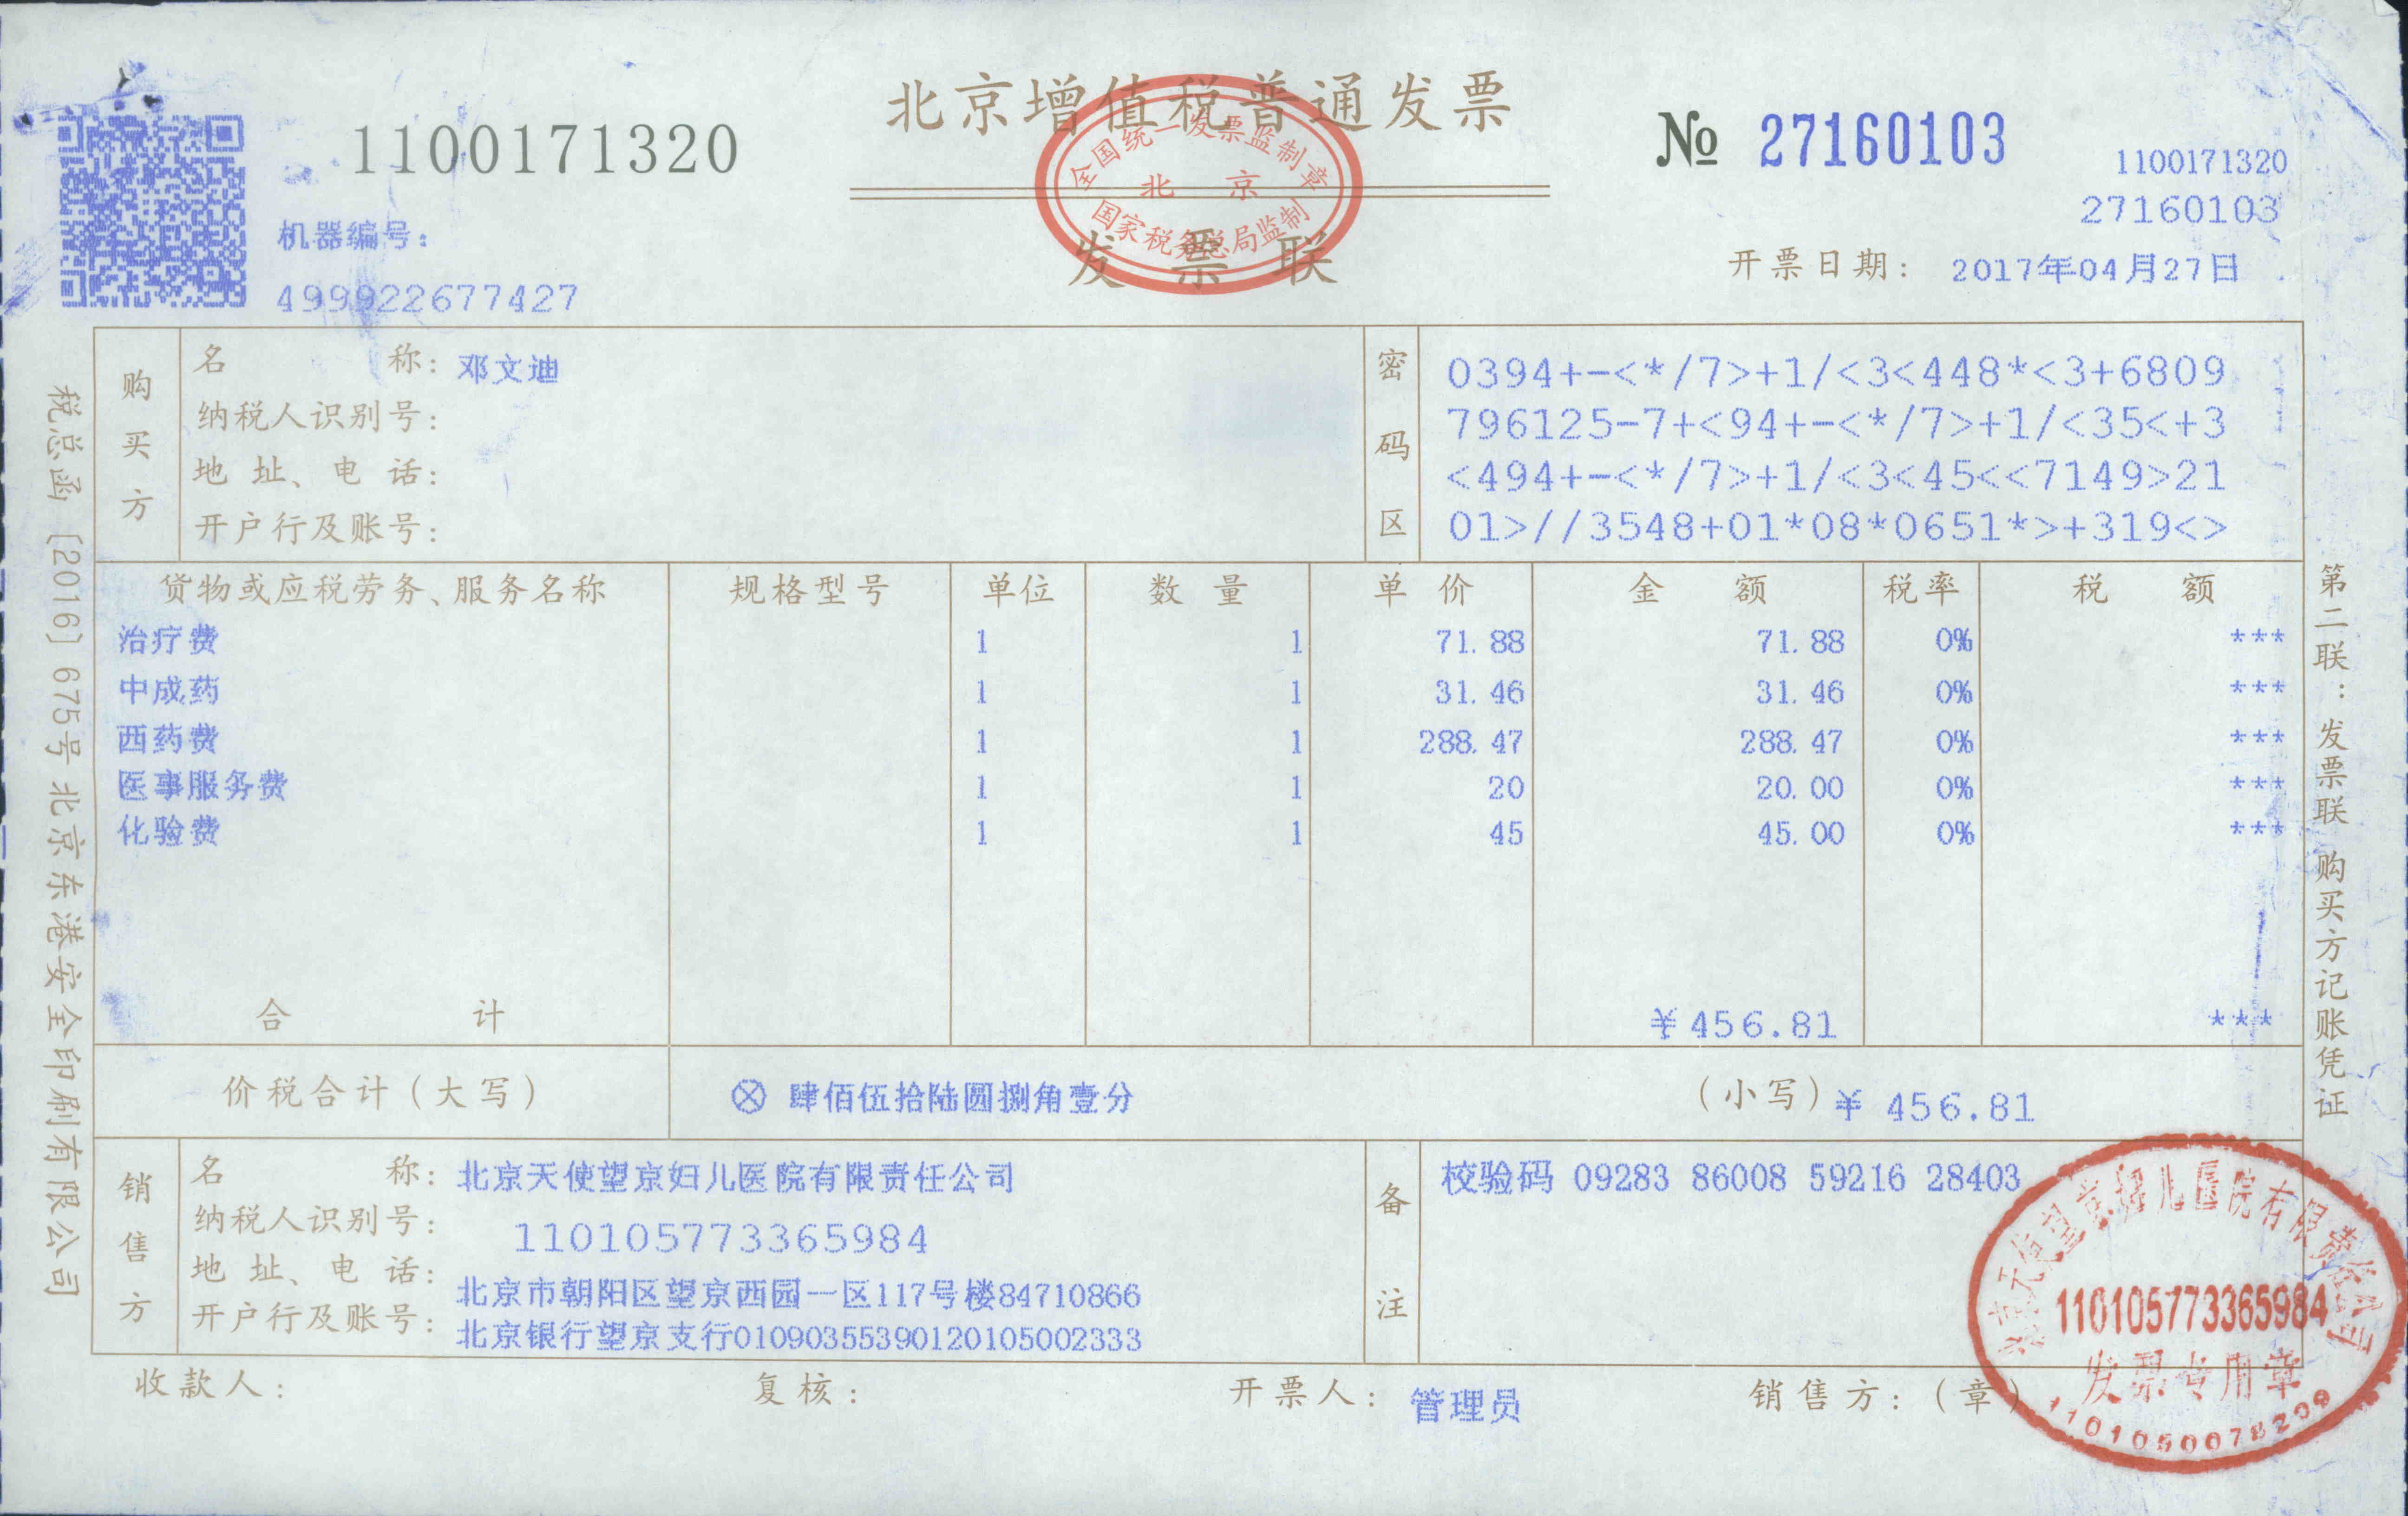 北京增值税普通发票
发票联
全国统一发票监制章
北京
国家税务总局监制
1100171320
№ 27160103
1100171320
27160103
机器编号：
499922677427
开票日期： 2017年04月27日
税总函〔2016〕675号 北京东港安全印刷有限公司
购买方
名称：邓文迪
纳税人识别号：
地址、电话：
开户行及账号：
密码区
0394+-<*/7>+1/<3<448*<3+6809
796125-7+<94+-<*/7>+1/<35<+3
<494+-<*/7>+1/<3<45<<7149>21
01>//3548+01*08*0651*>+319<>
货物或应税劳务、服务名称 规格型号 单位 数量 单价 金额 税率 税额
治疗费 1 1 71.88 71.88 0% ***
中成药 1 1 31.46 31.46 0% ***
西药费 1 1 288.47 288.47 0% ***
医事服务费 1 1 20 20.00 0% ***
化验费 1 1 45 45.00 0% ***
合计 ¥456.81 ***
价税合计（大写） ⊗ 肆佰伍拾陆圆捌角壹分 （小写）¥ 456.81
第二联：发票联 购买方记账凭证
销售方
名称：北京天使望京妇儿医院有限责任公司
纳税人识别号：110105773365984
地址、电话：北京市朝阳区望京西园一区117号楼84710866
开户行及账号：北京银行望京支行01090355390120105002333
备注
校验码 09283 86008 59216 28403
北京天使望京妇儿医院有限责任公司
110105773365984
发票专用章
1101050078209
收款人： 复核： 开票人：管理员 销售方：（章）